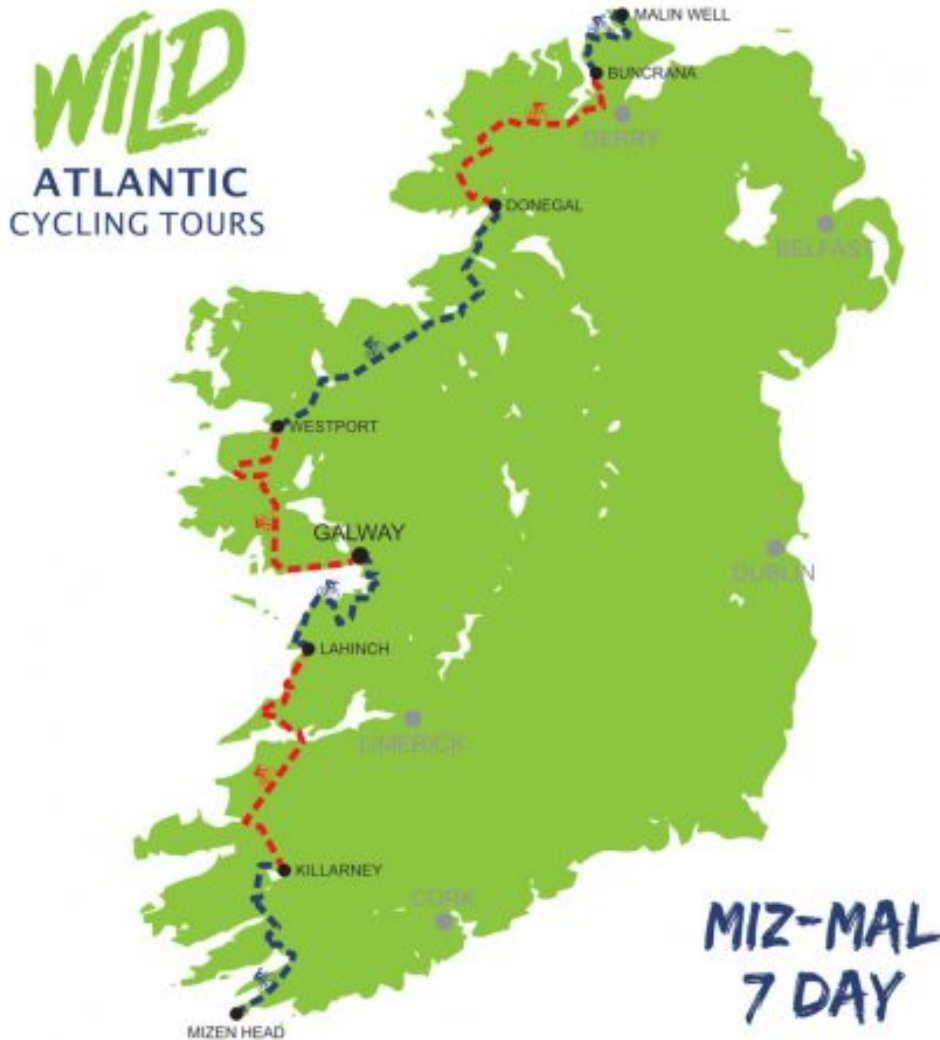 WILD
ATLANTIC
CYCLING TOURS
MALIN WELL
BUNCRANA
DERRY
DONEGAL
BELFAST
WESTPORT
GALWAY
DUBLIN
LAHINCH
LIMERICK
KILLARNEY
CORK
MIZEN HEAD
MIZ-MAL
7 DAY